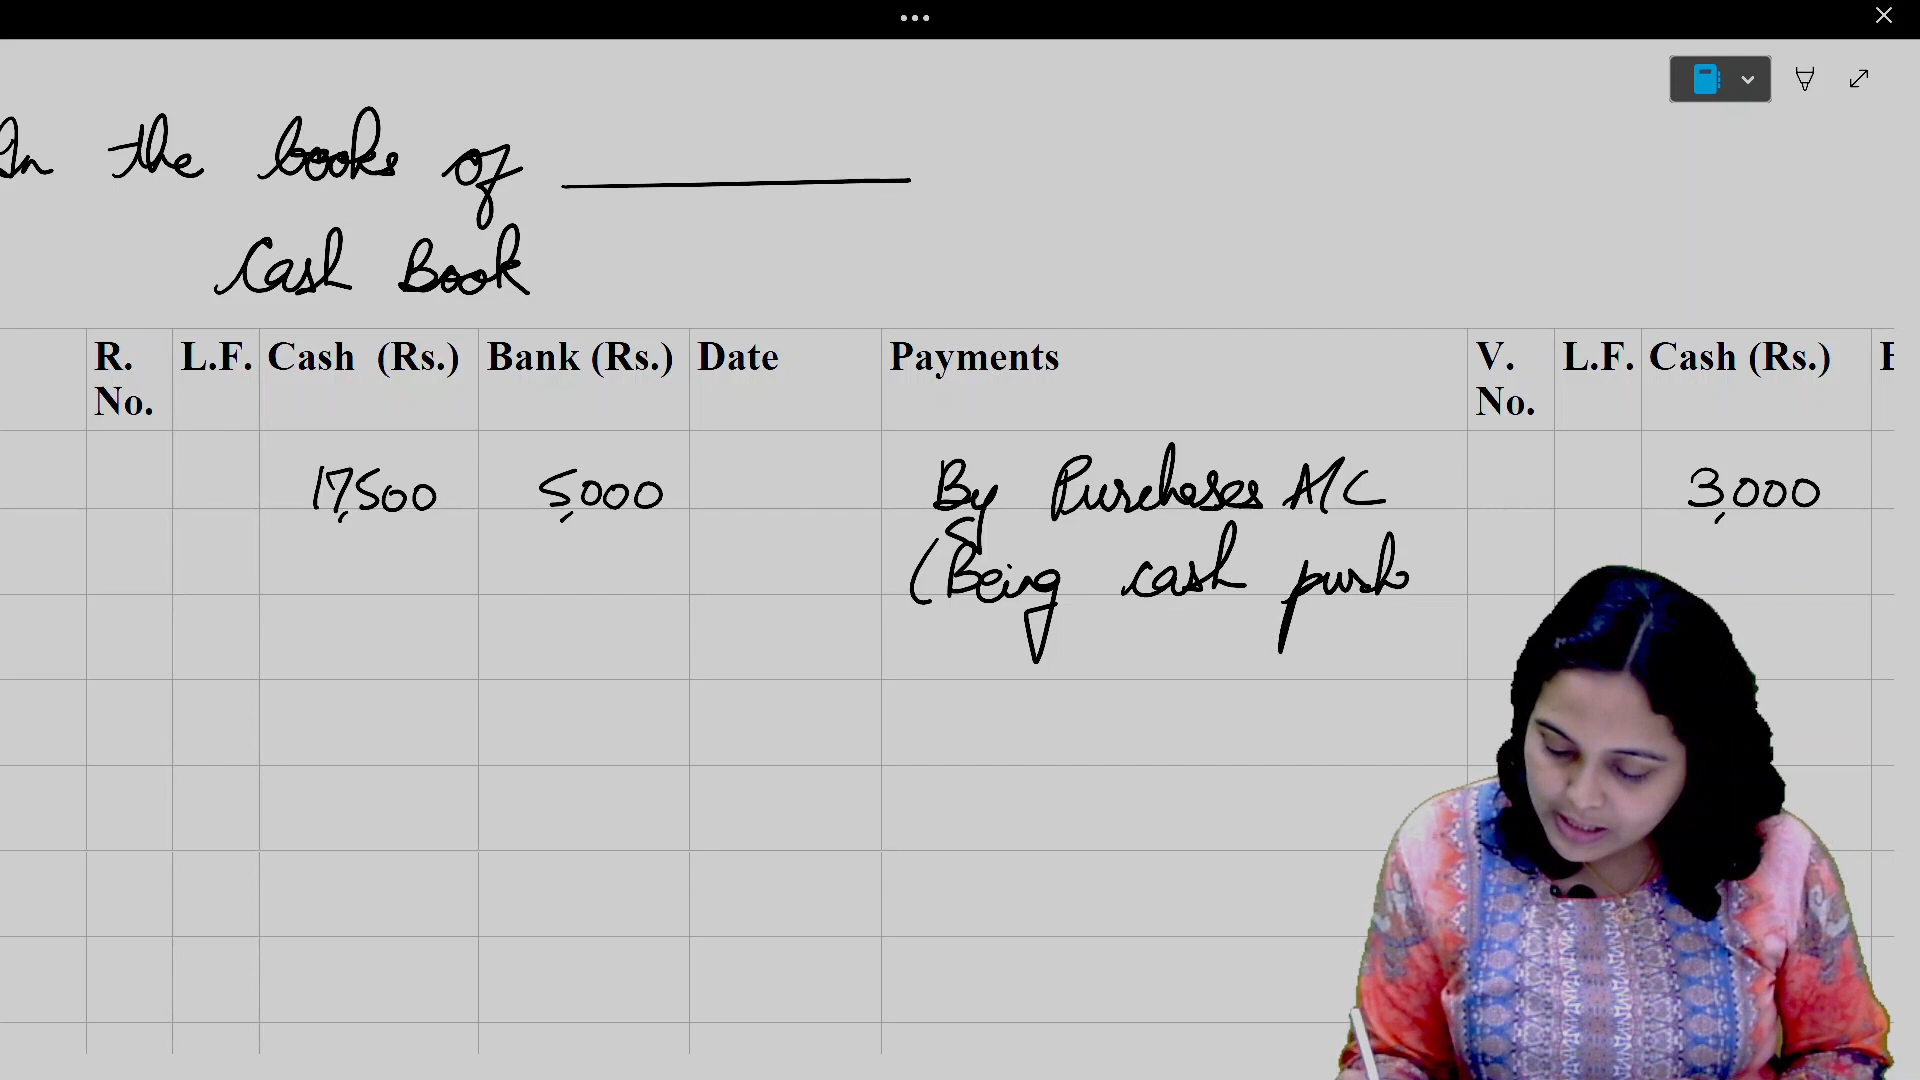 In the books of
Cash Book
R. No. L.F. Cash (Rs.) Bank (Rs.) Date Payments V. No. L.F. Cash (Rs.)
17,500 5,000 By Purchases A/C 3,000
(Being cash